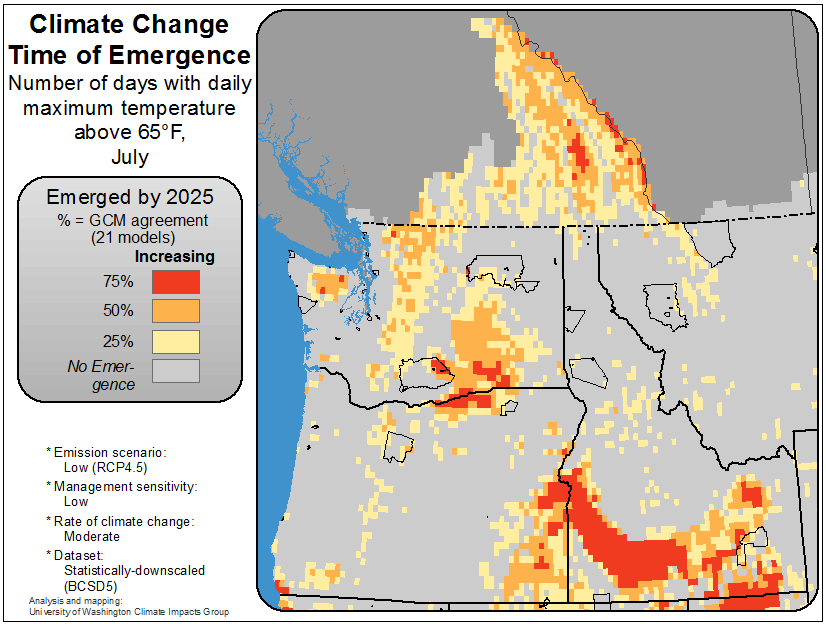 Climate Change
Time of Emergence
Number of days with daily
maximum temperature
above 65°F,
July
Emerged by 2025
% = GCM agreement
(21 models)
Increasing
75%
50%
25%
No Emer-
gence
* Emission scenario:
Low (RCP4.5)
* Management sensitivity:
Low
* Rate of climate change:
Moderate
* Dataset:
Statistically-downscaled
(BCSD5)
Analysis and mapping:
University of Washington Climate Impacts Group